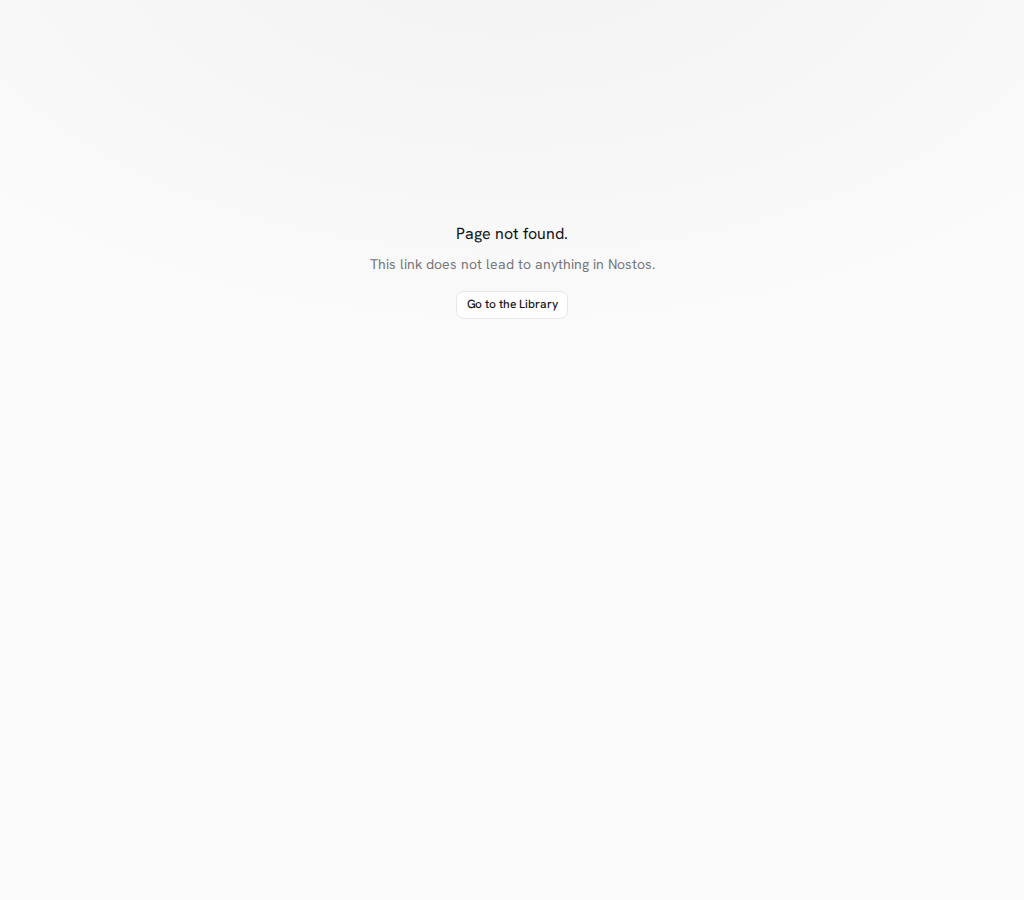 Page not found.
This link does not lead to anything in Nostos.
Go to the Library